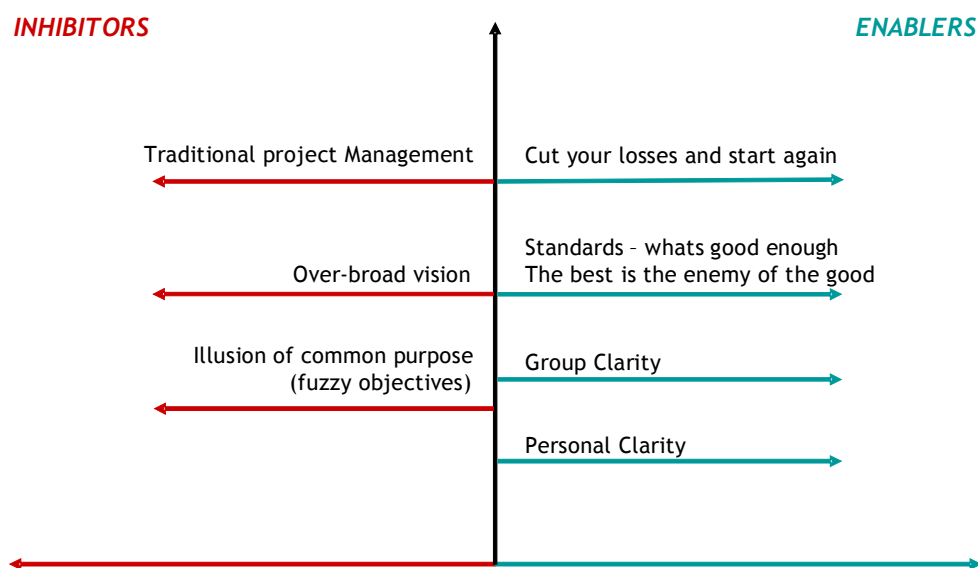 INHIBITORS
ENABLERS
Traditional project Management
Cut your losses and start again
Over-broad vision
Standards – whats good enough
The best is the enemy of the good
Illusion of common purpose
(fuzzy objectives)
Group Clarity
Personal Clarity